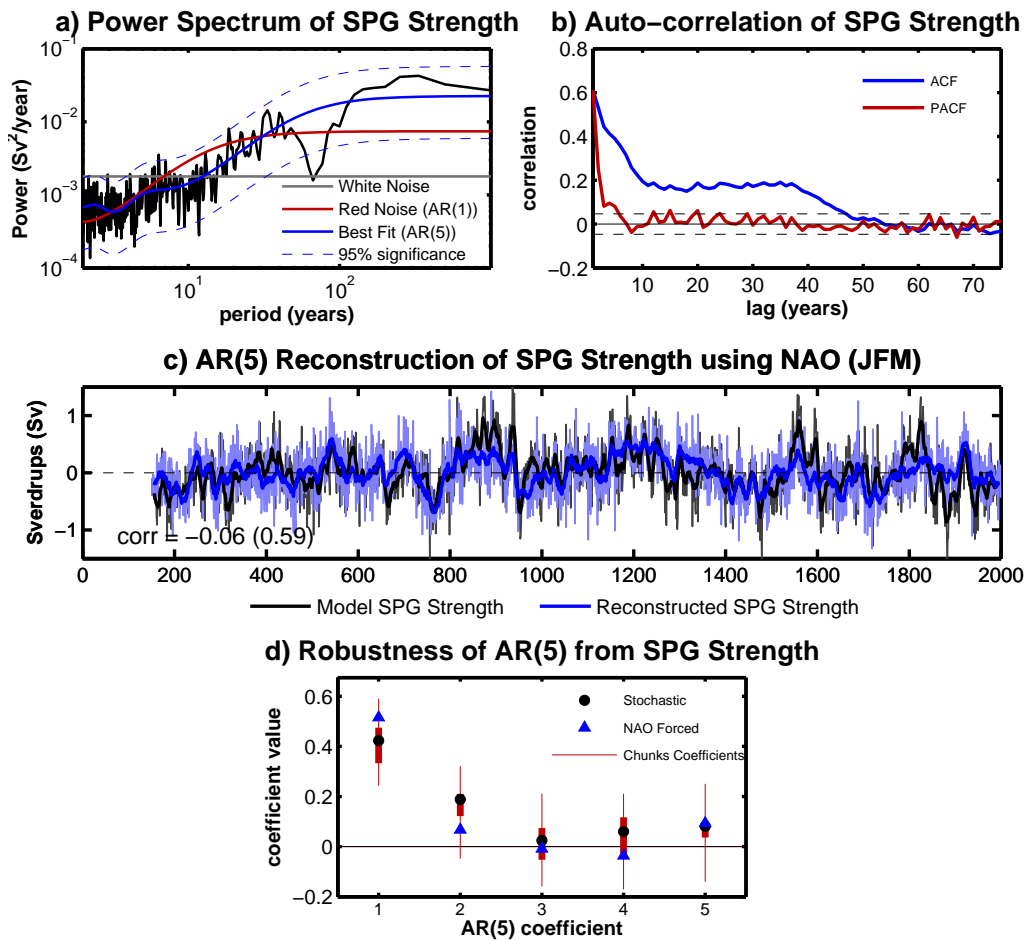 a) Power Spectrum of SPG Strength
Power (Sv²/year)
10⁻¹
10⁻²
10⁻³
10⁻⁴
White Noise
Red Noise (AR(1))
Best Fit (AR(5))
95% significance
10¹
10²
period (years)
b) Auto−correlation of SPG Strength
correlation
0.8
0.6
0.4
0.2
0
−0.2
ACF
PACF
10 20 30 40 50 60 70
lag (years)
c) AR(5) Reconstruction of SPG Strength using NAO (JFM)
Sverdrups (Sv)
1
0
−1
corr = −0.06 (0.59)
0 200 400 600 800 1000 1200 1400 1600 1800 2000
Model SPG Strength
Reconstructed SPG Strength
d) Robustness of AR(5) from SPG Strength
coefficient value
0.6
0.4
0.2
0
−0.2
Stochastic
NAO Forced
Chunks Coefficients
1 2 3 4 5
AR(5) coefficient